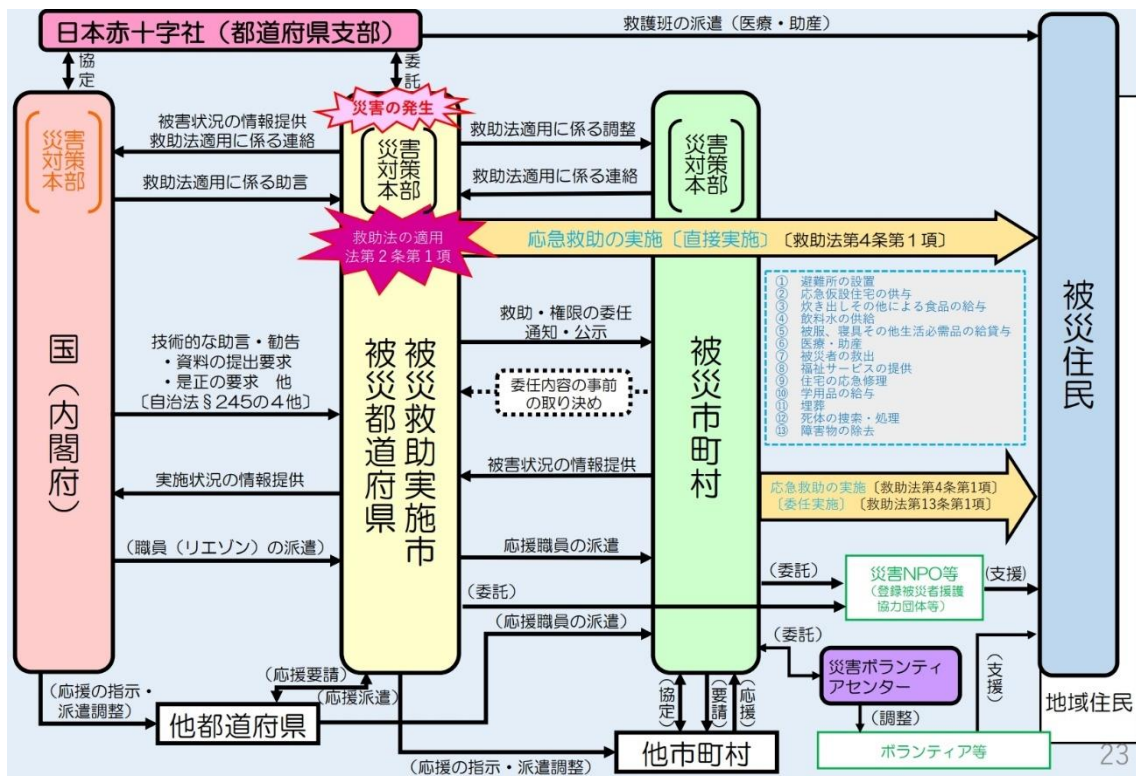 日本赤十字社（都道府県支部）
救護班の派遣（医療・助産）
協定
委託
災害の発生
災害対策本部
災害対策本部
災害対策本部
被害状況の情報提供
救助法適用に係る連絡
救助法適用に係る調整
救助法適用に係る助言
救助法適用に係る連絡
救助法の適用
法第２条第１項
応急救助の実施〔直接実施〕〔救助法第4条第１項〕
国（内閣府）
被災救助実施市
被災都道府県
被災市町村
被災住民
技術的な助言・勧告
・資料の提出要求
・是正の要求　他
〔自治法§245の４他〕
救助・権限の委任
通知・公示
委任内容の事前
の取り決め
① 避難所の設置
② 応急仮設住宅の供与
③ 炊き出しその他による食品の給与
④ 飲料水の供給
⑤ 被服、寝具その他生活必需品の給貸与
⑥ 医療・助産
⑦ 被災者の救出
⑧ 福祉サービスの提供
⑨ 住宅の応急修理
⑩ 学用品の給与
⑪ 埋葬
⑫ 死体の捜索・処理
⑬ 障害物の除去
実施状況の情報提供
被害状況の情報提供
応急救助の実施〔救助法第4条第1項〕
〔委任実施〕〔救助法第13条第1項〕
（職員（リエゾン）の派遣）
応援職員の派遣
（委託）
（委託）
災害NPO等
（登録被災者援護
協力団体等）
（支援）
（応援職員の派遣）
（委託）
災害ボランティ
アセンター
（支援）
（応援の指示・
派遣調整）
（応援要請）
（応援派遣）
他都道府県
（協定）
（要請）
（応援）
（調整）
地域住民
（応援の指示・派遣調整）
他市町村
ボランティア等
23